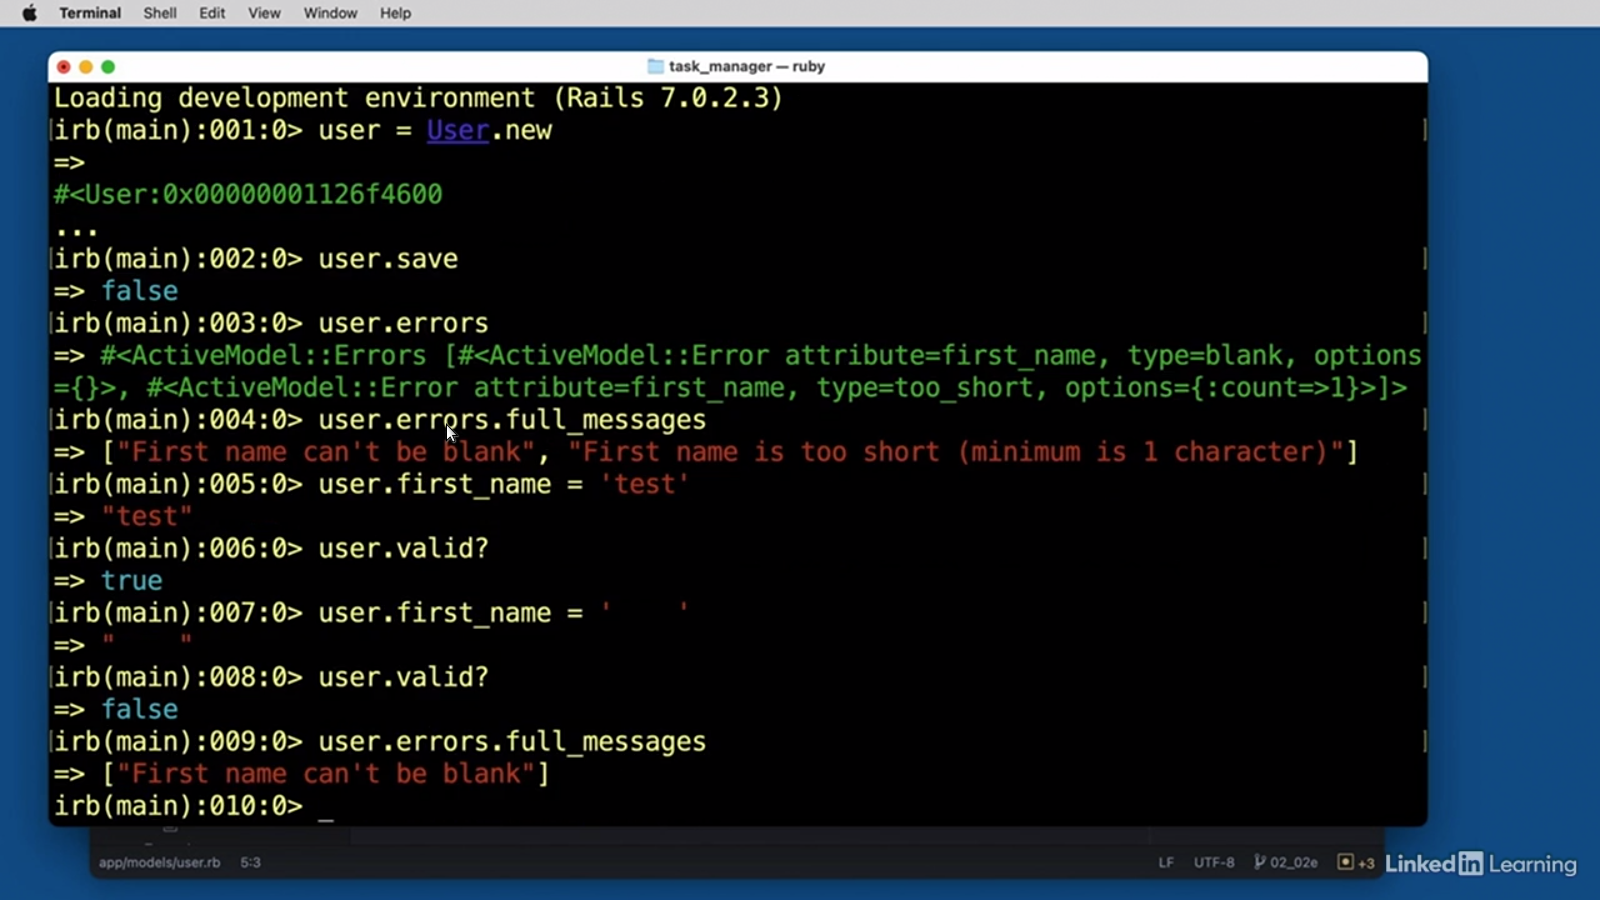 Terminal Shell Edit View Window Help
task_manager — ruby
Loading development environment (Rails 7.0.2.3)
irb(main):001:0> user = User.new
=>
#<User:0x00000001126f4600
...
irb(main):002:0> user.save
=> false
irb(main):003:0> user.errors
=> #<ActiveModel::Errors [#<ActiveModel::Error attribute=first_name, type=blank, options
={}>, #<ActiveModel::Error attribute=first_name, type=too_short, options={:count=>1}>]>
irb(main):004:0> user.errors.full_messages
=> ["First name can't be blank", "First name is too short (minimum is 1 character)"]
irb(main):005:0> user.first_name = 'test'
=> "test"
irb(main):006:0> user.valid?
=> true
irb(main):007:0> user.first_name = '    '
=> "    "
irb(main):008:0> user.valid?
=> false
irb(main):009:0> user.errors.full_messages
=> ["First name can't be blank"]
irb(main):010:0> _
app/models/user.rb 5:3 LF UTF-8 02_02e +3
LinkedIn Learning